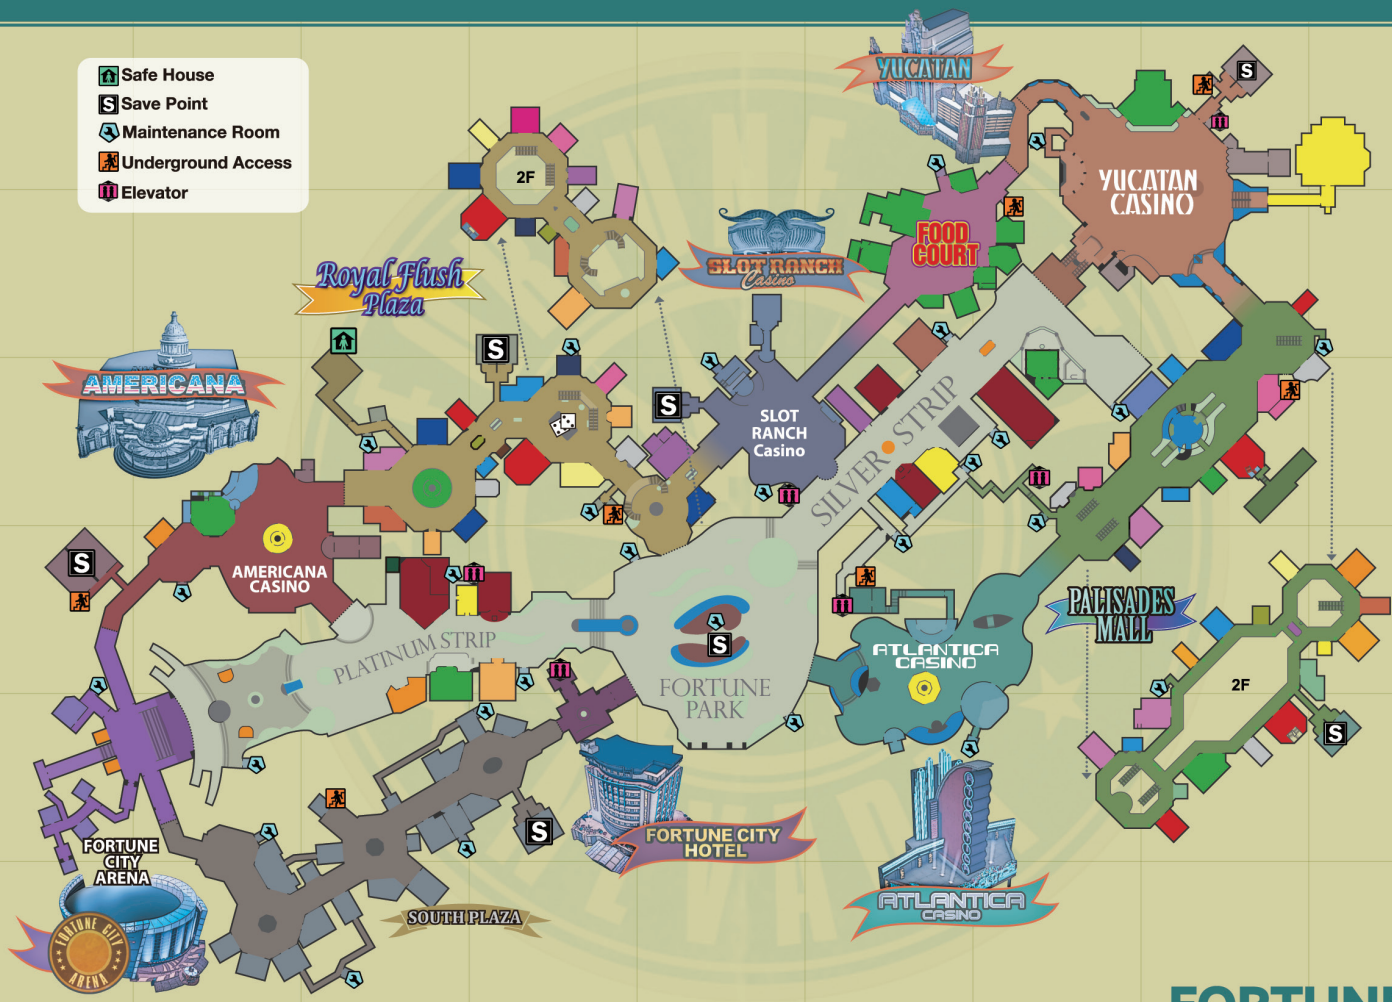 Safe House
S Save Point
Maintenance Room
Underground Access
Elevator
YUCATAN
S
YUCATAN
CASINO
2F
FOOD
COURT
SLOT RANCH
Casino
Royal Flush
Plaza
AMERICANA
S
S
SLOT
RANCH
Casino
SILVER STRIP
S
AMERICANA
CASINO
PLATINUM STRIP
S
FORTUNE
PARK
ATLANTICA
CASINO
PALISADES
MALL
2F
S
S
FORTUNE CITY
HOTEL
FORTUNE
CITY
ARENA
FORTUNE CITY
ARENA
SOUTH PLAZA
ATLANTICA
CASINO
FORTUNE